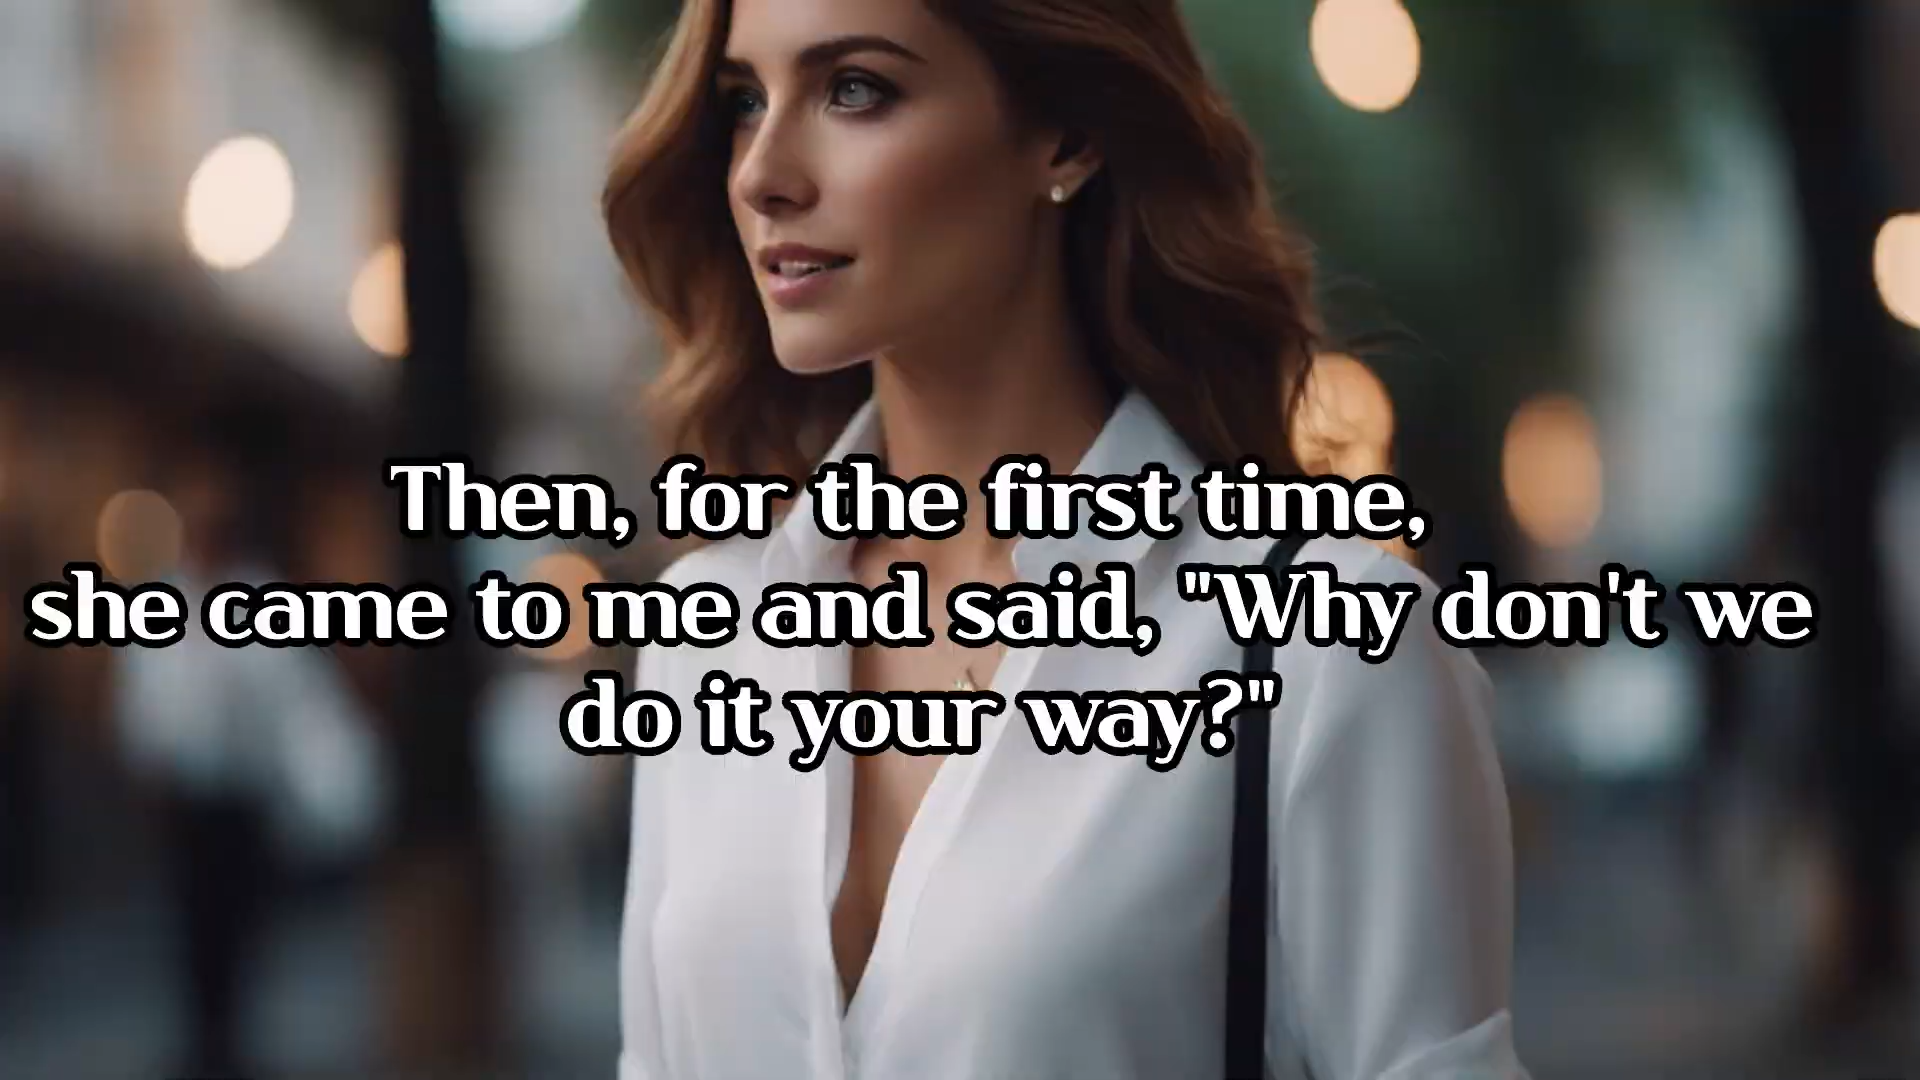 Then, for the first time,
she came to me and said, "Why don't we
do it your way?"